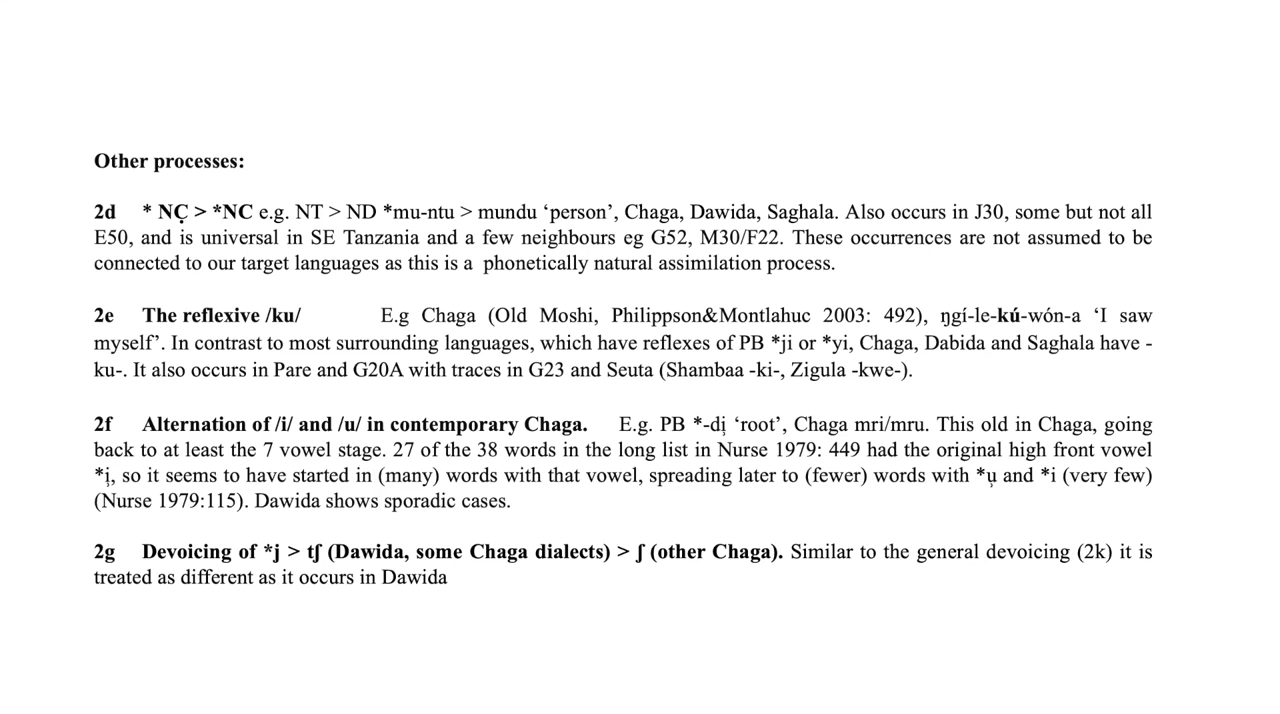 Other processes:
2d * NC̣ > *NC e.g. NT > ND *mu-ntu > mundu ‘person’, Chaga, Dawida, Saghala. Also occurs in J30, some but not all
E50, and is universal in SE Tanzania and a few neighbours eg G52, M30/F22. These occurrences are not assumed to be
connected to our target languages as this is a phonetically natural assimilation process.
2e The reflexive /ku/ E.g Chaga (Old Moshi, Philippson&Montlahuc 2003: 492), ŋgí-le-kú-wón-a ‘I saw
myself’. In contrast to most surrounding languages, which have reflexes of PB *ji or *yi, Chaga, Dabida and Saghala have -
ku-. It also occurs in Pare and G20A with traces in G23 and Seuta (Shambaa -ki-, Zigula -kwe-).
2f Alternation of /i/ and /u/ in contemporary Chaga. E.g. PB *-dị ‘root’, Chaga mri/mru. This old in Chaga, going
back to at least the 7 vowel stage. 27 of the 38 words in the long list in Nurse 1979: 449 had the original high front vowel
*ị, so it seems to have started in (many) words with that vowel, spreading later to (fewer) words with *ụ and *i (very few)
(Nurse 1979:115). Dawida shows sporadic cases.
2g Devoicing of *j > tʃ (Dawida, some Chaga dialects) > ʃ (other Chaga). Similar to the general devoicing (2k) it is
treated as different as it occurs in Dawida